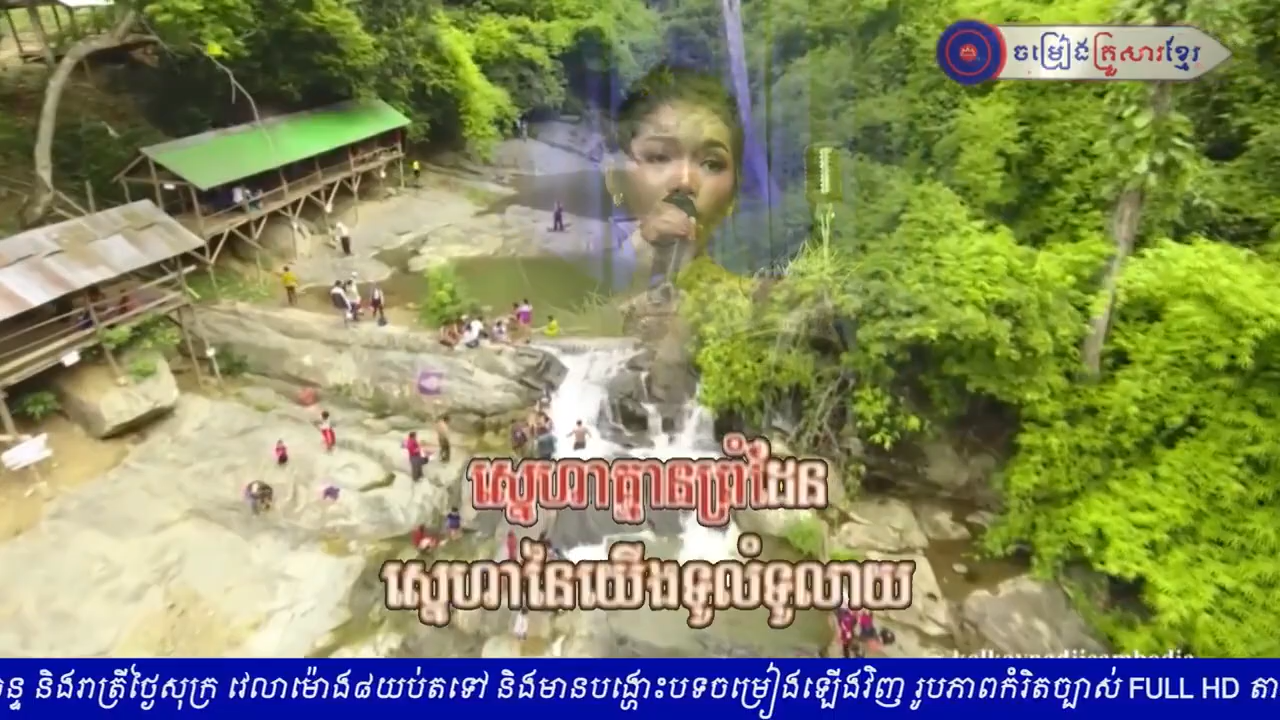 ចម្រៀងគ្រួសារខ្មែរ
ស្នេហាគ្មានព្រំដែន
ស្នេហានៃយើងទូលំទូលាយ
និងរាត្រីថ្ងៃសុក្រ វេលាម៉ោង៨យប់តទៅ និងមានបង្ហោះបទចម្រៀងឡើងវិញ រូបភាពកំរិតច្បាស់ FULL HD តា